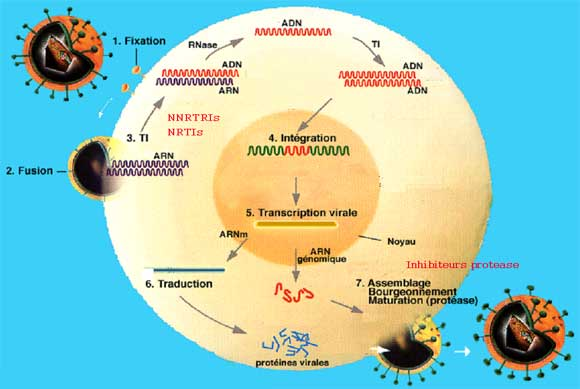 1. Fixation
RNase
ADN
TI
ADN
ARN
ADN
ADN
3. TI
NNRTRIs
NRTIs
2. Fusion
ARN
4. Intégration
5. Transcription virale
ARNm
ARN
génomique
Noyau
6. Traduction
Inhibiteurs protease
7. Assemblage
Bourgeonnement
Maturation (protéase)
protéines virales